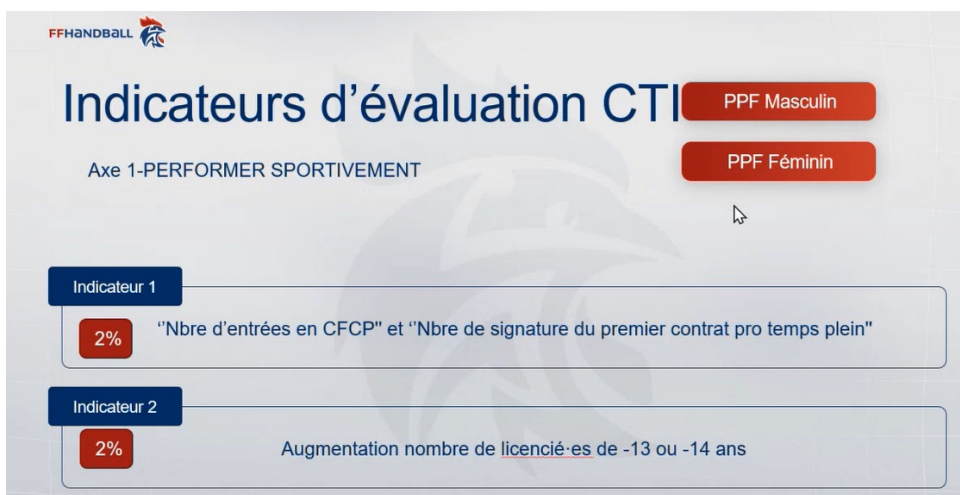 FFHANDBALL
Indicateurs d'évaluation CTI
PPF Masculin
PPF Féminin
Axe 1-PERFORMER SPORTIVEMENT
Indicateur 1
2%
‘’Nbre d’entrées en CFCP" et ‘’Nbre de signature du premier contrat pro temps plein"
Indicateur 2
2%
Augmentation nombre de licencié·es de -13 ou -14 ans